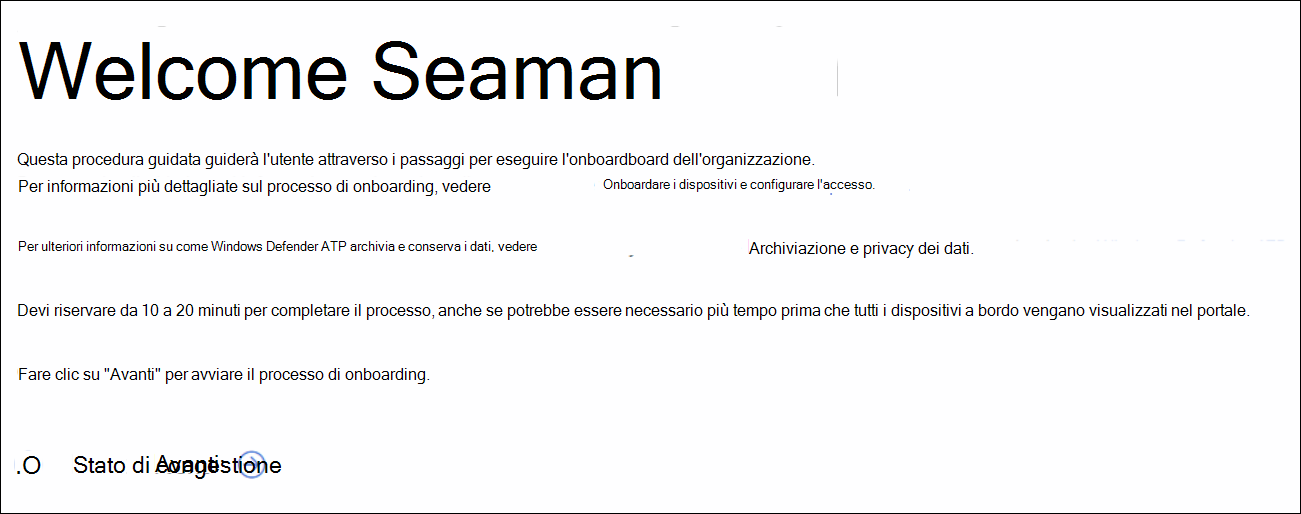 Welcome Seaman
Questa procedura guidata guiderà l'utente attraverso i passaggi per eseguire l'onboardboard dell'organizzazione.
Per informazioni più dettagliate sul processo di onboarding, vedere Onboardare i dispositivi e configurare l'accesso.
Per ulteriori informazioni su come Windows Defender ATP archivia e conserva i dati, vedere Archiviazione e privacy dei dati.
Devi riservare da 10 a 20 minuti per completare il processo, anche se potrebbe essere necessario più tempo prima che tutti i dispositivi a bordo vengano visualizzati nel portale.
Fare clic su "Avanti" per avviare il processo di onboarding.
.O Stato di congestione Avanti: